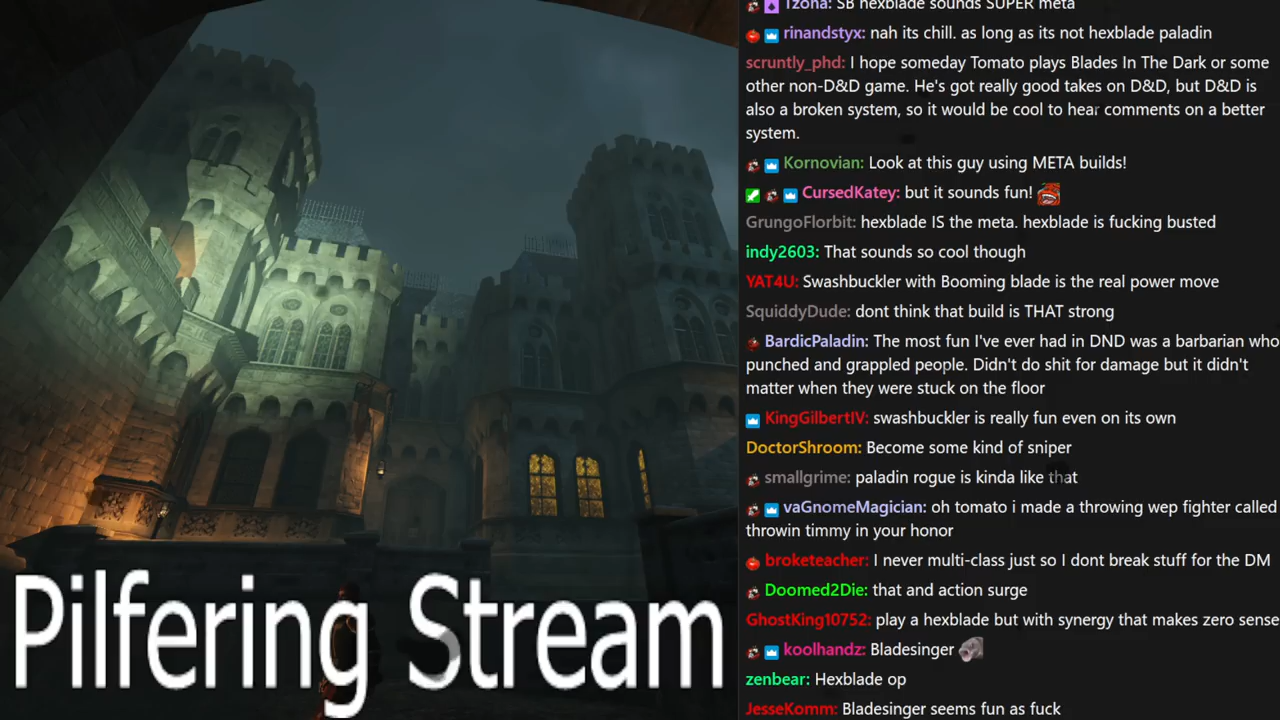 Tzona: SB hexblade sounds SUPER meta
rinandstyx: nah its chill. as long as its not hexblade paladin
scruntly_phd: I hope someday Tomato plays Blades In The Dark or some
other non-D&D game. He's got really good takes on D&D, but D&D is
also a broken system, so it would be cool to hear comments on a better
system.
Kornovian: Look at this guy using META builds!
CursedKatey: but it sounds fun!
GrungoFlorbit: hexblade IS the meta. hexblade is fucking busted
indy2603: That sounds so cool though
YAT4U: Swashbuckler with Booming blade is the real power move
SquiddyDude: dont think that build is THAT strong
BardicPaladin: The most fun I've ever had in DND was a barbarian who
punched and grappled people. Didn't do shit for damage but it didn't
matter when they were stuck on the floor
KingGilbertIV: swashbuckler is really fun even on its own
DoctorShroom: Become some kind of sniper
smallgrime: paladin rogue is kinda like that
vaGnomeMagician: oh tomato i made a throwing wep fighter called
throwin timmy in your honor
broketeacher: I never multi-class just so I dont break stuff for the DM
Doomed2Die: that and action surge
GhostKing10752: play a hexblade but with synergy that makes zero sense
koolhandz: Bladesinger
zenbear: Hexblade op
JesseKomm: Bladesinger seems fun as fuck
Pilfering Stream